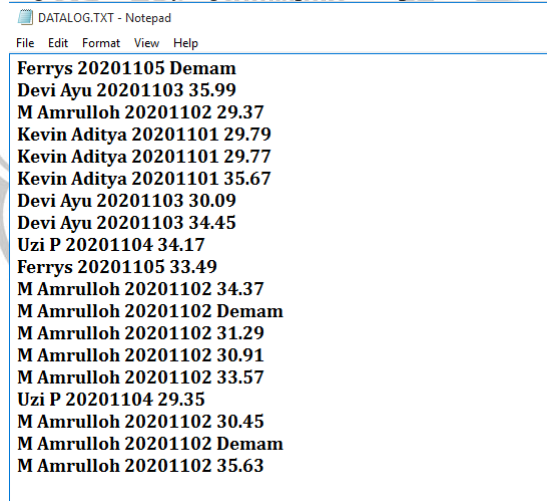 DATALOG.TXT - Notepad
File Edit Format View Help
Ferrys 20201105 Demam
Devi Ayu 20201103 35.99
M Amrulloh 20201102 29.37
Kevin Aditya 20201101 29.79
Kevin Aditya 20201101 29.77
Kevin Aditya 20201101 35.67
Devi Ayu 20201103 30.09
Devi Ayu 20201103 34.45
Uzi P 20201104 34.17
Ferrys 20201105 33.49
M Amrulloh 20201102 34.37
M Amrulloh 20201102 Demam
M Amrulloh 20201102 31.29
M Amrulloh 20201102 30.91
M Amrulloh 20201102 33.57
Uzi P 20201104 29.35
M Amrulloh 20201102 30.45
M Amrulloh 20201102 Demam
M Amrulloh 20201102 35.63